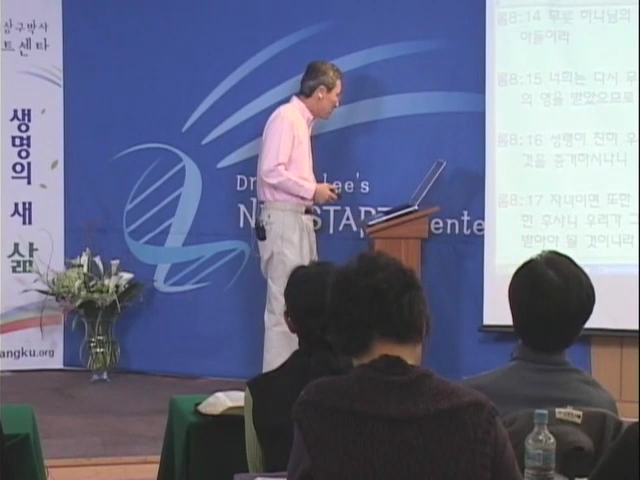 상구박사
트센타
생명의 새 삶
angku.org
Dr. Lee's
NEWSTART Center
롬8:14 무릇 하나님의
아들이라
롬8:15 너희는 다시 무
의 영을 받았으므로
롬8:16 성령이 친히 우
것을 증거하시나니
롬8:17 자녀이면 또한
한 후사니 우리가 그
받아야 될 것이니라